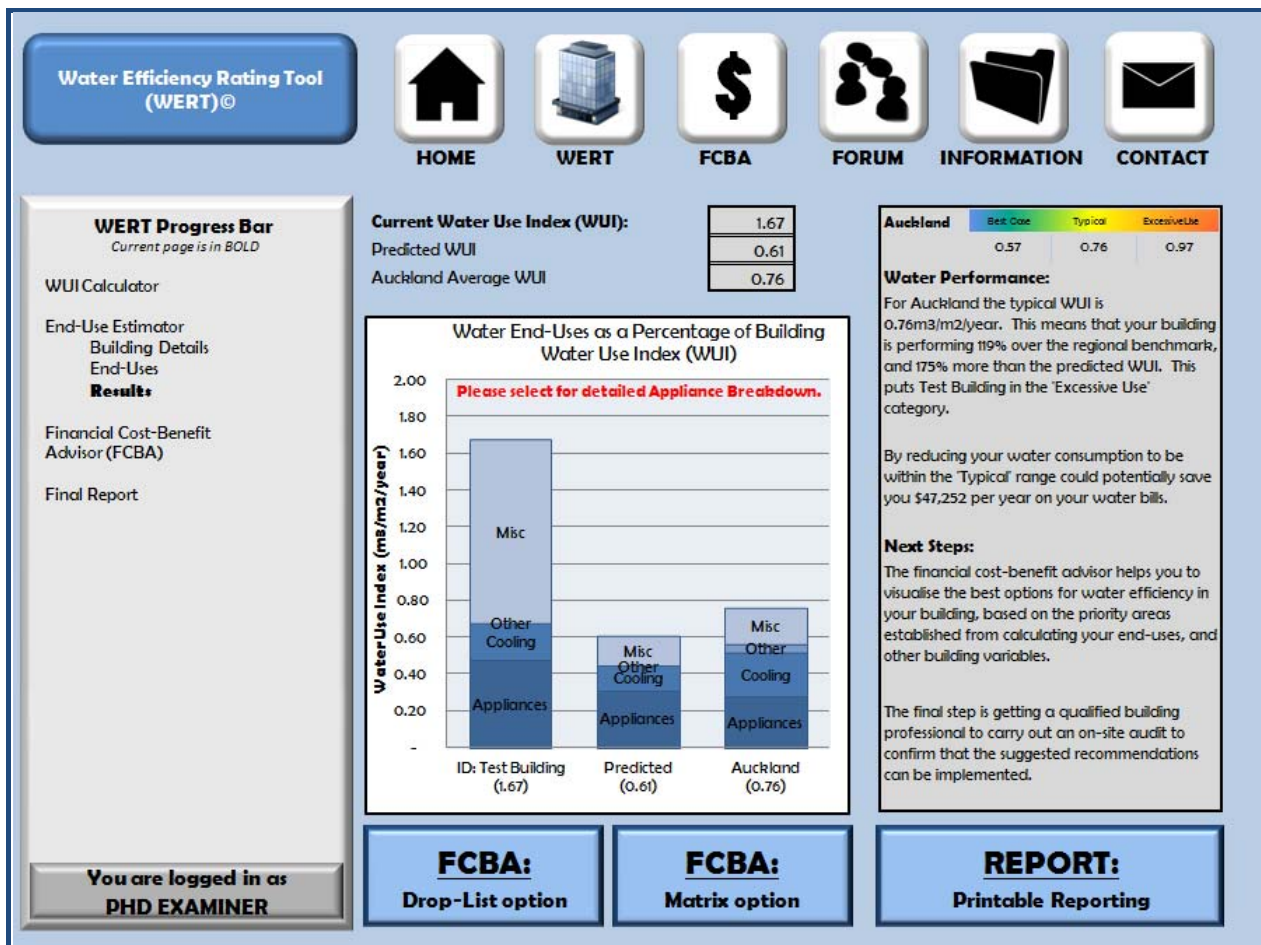 Water Efficiency Rating Tool
(WERT)©
HOME
WERT
FCBA
FORUM
INFORMATION
CONTACT
WERT Progress Bar
Current page is in BOLD
WUI Calculator
End-Use Estimator
Building Details
End-Uses
Results
Financial Cost-Benefit
Advisor (FCBA)
Final Report
You are logged in as
PHD EXAMINER
Current Water Use Index (WUI): 1.67
Predicted WUI 0.61
Auckland Average WUI 0.76
Water End-Uses as a Percentage of Building
Water Use Index (WUI)
Please select for detailed Appliance Breakdown.
Water Use Index (m3/m2/year)
2.00
1.80
1.60
1.40
1.20
1.00
0.80
0.60
0.40
0.20
-
Misc
Other
Cooling
Appliances
Misc
Other
Cooling
Appliances
Misc
Other
Cooling
Appliances
ID: Test Building
(1.67)
Predicted
(0.61)
Auckland
(0.76)
Auckland Best Case Typical Excessive Use
0.57 0.76 0.97
Water Performance:
For Auckland the typical WUI is
0.76m3/m2/year. This means that your building
is performing 119% over the regional benchmark,
and 175% more than the predicted WUI. This
puts Test Building in the 'Excessive Use'
category.
By reducing your water consumption to be
within the 'Typical' range could potentially save
you $47,252 per year on your water bills.
Next Steps:
The financial cost-benefit advisor helps you to
visualise the best options for water efficiency in
your building, based on the priority areas
established from calculating your end-uses, and
other building variables.
The final step is getting a qualified building
professional to carry out an on-site audit to
confirm that the suggested recommendations
can be implemented.
FCBA:
Drop-List option
FCBA:
Matrix option
REPORT:
Printable Reporting